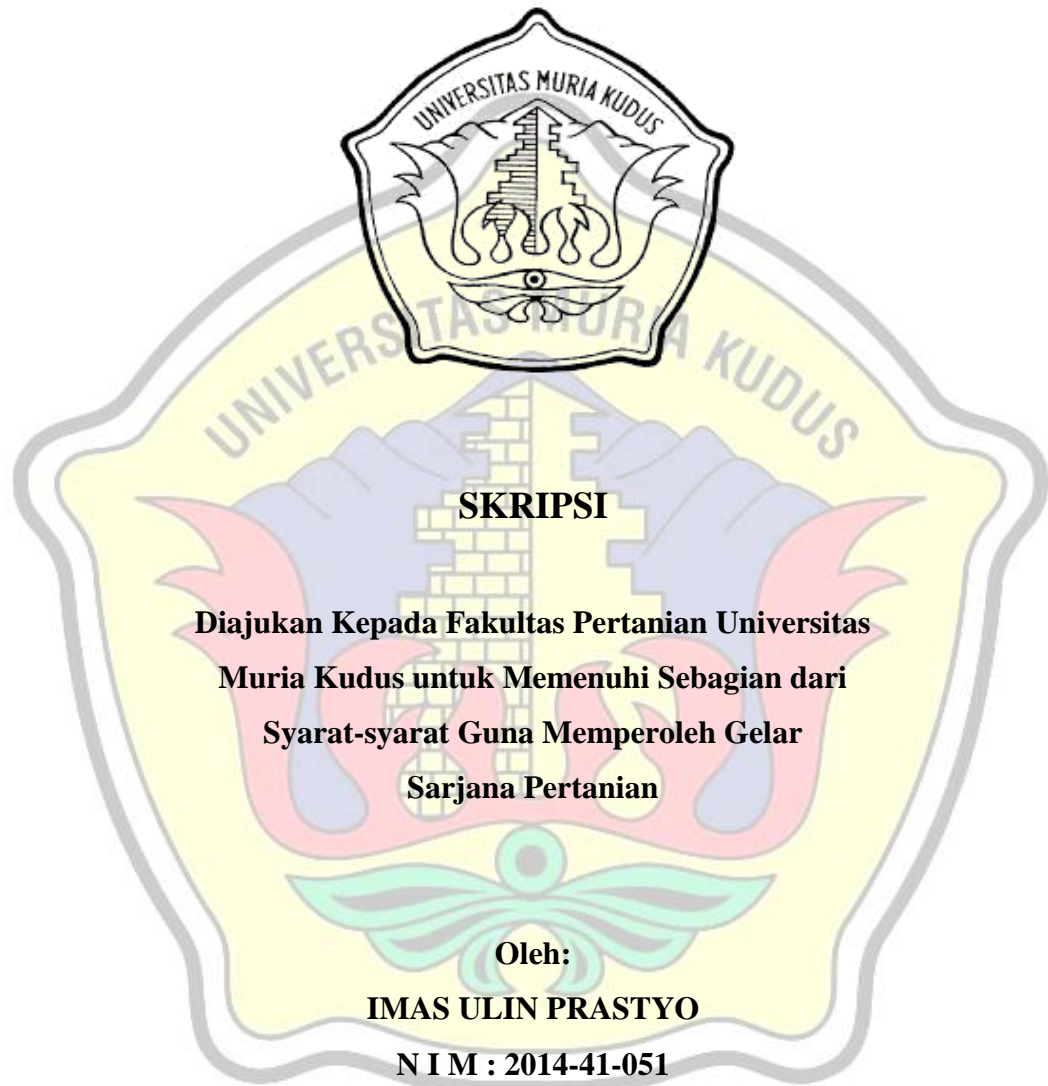 UNIVERSITAS MURIA KUDUS
UNIVERSITAS MURIA KUDUS
SKRIPSI
Diajukan Kepada Fakultas Pertanian Universitas
Muria Kudus untuk Memenuhi Sebagian dari
Syarat-syarat Guna Memperoleh Gelar
Sarjana Pertanian
Oleh:
IMAS ULIN PRASTYO
N I M : 2014-41-051